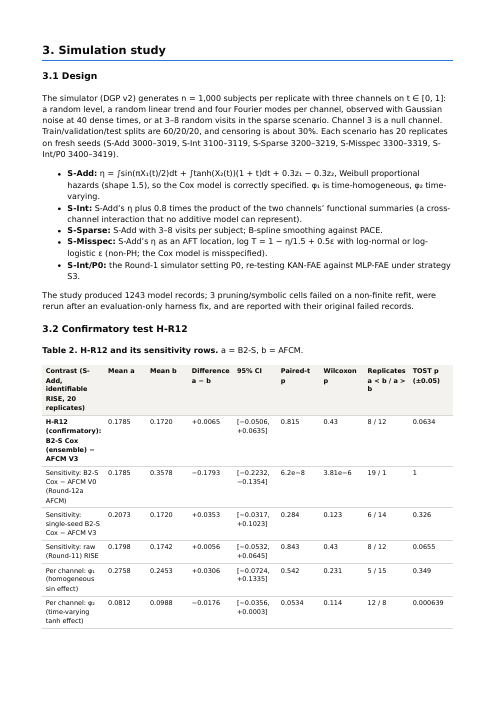 3. Simulation study
3.1 Design
The simulator (DGP v2) generates n = 1,000 subjects per replicate with three channels on t ∈ [0, 1]:
a random level, a random linear trend and four Fourier modes per channel, observed with Gaussian
noise at 40 dense times, or at 3–8 random visits in the sparse scenario. Channel 3 is a null channel.
Train/validation/test splits are 60/20/20, and censoring is about 30%. Each scenario has 20 replicates
on fresh seeds (S-Add 3000–3019, S-Int 3100–3119, S-Sparse 3200–3219, S-Misspec 3300–3319, S-
Int/P0 3400–3419).
• S-Add: η = ∫sin(πX₁(t)/2)dt + ∫tanh(X₂(t))(1 + t)dt + 0.3z₁ − 0.3z₂, Weibull proportional
hazards (shape 1.5), so the Cox model is correctly specified. φ₁ is time-homogeneous, φ₂ time-
varying.
• S-Int: S-Add’s η plus 0.8 times the product of the two channels’ functional summaries (a cross-
channel interaction that no additive model can represent).
• S-Sparse: S-Add with 3–8 visits per subject; B-spline smoothing against PACE.
• S-Misspec: S-Add’s η as an AFT location, log T = 1 − η/1.5 + 0.5ε with log-normal or log-
logistic ε (non-PH; the Cox model is misspecified).
• S-Int/P0: the Round-1 simulator setting P0, re-testing KAN-FAE against MLP-FAE under strategy
S3.
The study produced 1243 model records; 3 pruning/symbolic cells failed on a non-finite refit, were
rerun after an evaluation-only harness fix, and are reported with their original failed records.
3.2 Confirmatory test H-R12
Table 2. H-R12 and its sensitivity rows. a = B2-S, b = AFCM.
Contrast (S-Add, identifiable RISE, 20 replicates) Mean a Mean b Difference a − b 95% CI Paired-t p Wilcoxon p Replicates a < b / a > b TOST p (±0.05)
H-R12 (confirmatory): B2-S Cox (ensemble) − AFCM V3 0.1785 0.1720 +0.0065 [−0.0506, +0.0635] 0.815 0.43 8 / 12 0.0634
Sensitivity: B2-S Cox − AFCM V0 (Round-12a AFCM) 0.1785 0.3578 −0.1793 [−0.2232, −0.1354] 6.2e−8 3.81e−6 19 / 1 1
Sensitivity: single-seed B2-S Cox − AFCM V3 0.2073 0.1720 +0.0353 [−0.0317, +0.1023] 0.284 0.123 6 / 14 0.326
Sensitivity: raw (Round-11) RISE 0.1798 0.1742 +0.0056 [−0.0532, +0.0645] 0.843 0.43 8 / 12 0.0655
Per channel: φ₁ (homogeneous sin effect) 0.2758 0.2453 +0.0306 [−0.0724, +0.1335] 0.542 0.231 5 / 15 0.349
Per channel: φ₂ (time-varying tanh effect) 0.0812 0.0988 −0.0176 [−0.0356, +0.0003] 0.0534 0.114 12 / 8 0.000639